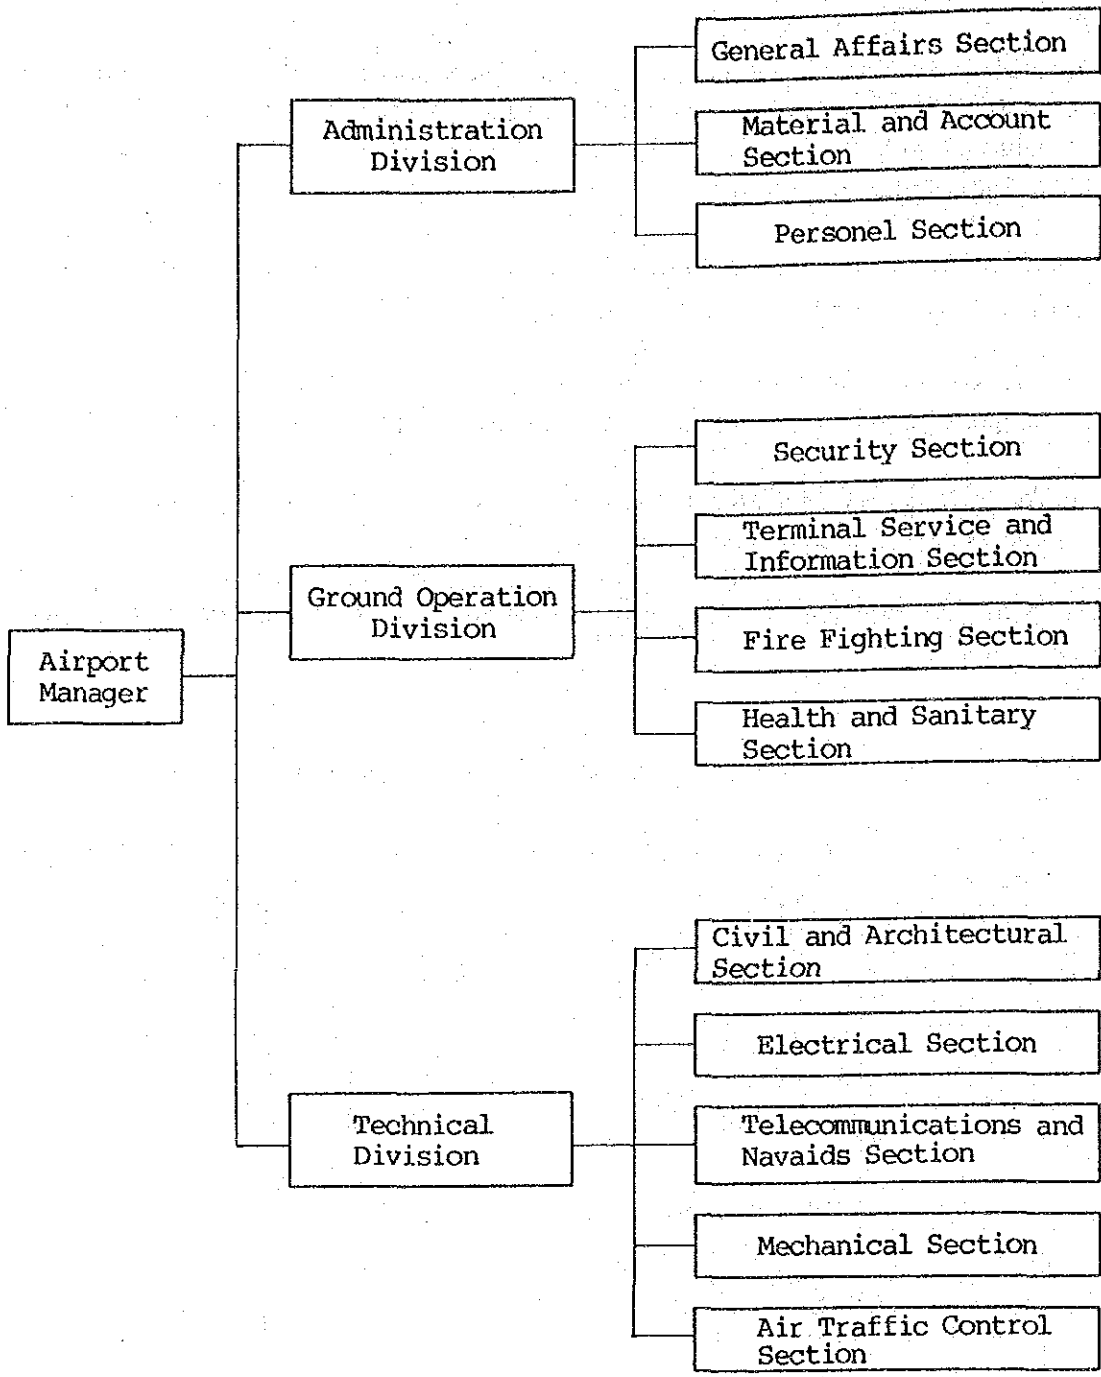 General Affairs Section
Administration
Division
Material and Account
Section
Personel Section
Security Section
Terminal Service and
Information Section
Ground Operation
Division
Fire Fighting Section
Airport
Manager
Health and Sanitary
Section
Civil and Architectural
Section
Electrical Section
Technical
Division
Telecommunications and
Navaids Section
Mechanical Section
Air Traffic Control
Section